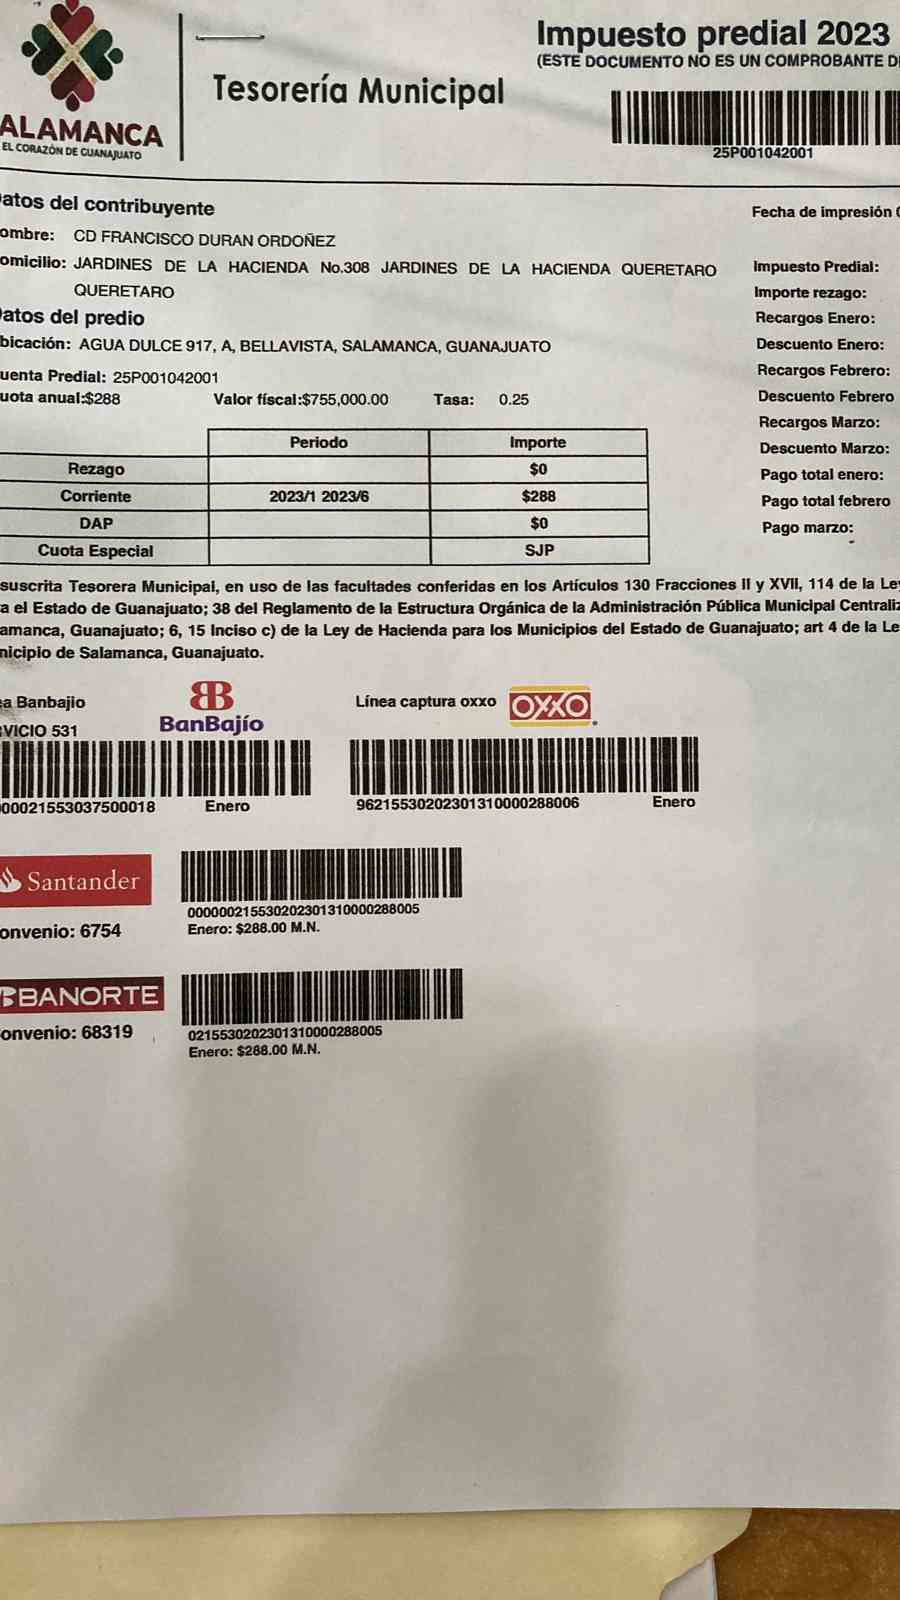 Impuesto predial 2023
(ESTE DOCUMENTO NO ES UN COMPROBANTE
Tesorería Municipal
ALAMANCA
EL CORAZÓN DE GUANAJUATO
25P001042001
atos del contribuyente
Fecha de impresión
ombre: CD FRANCISCO DURAN ORDOÑEZ
omicilio: JARDINES DE LA HACIENDA No.308 JARDINES DE LA HACIENDA QUERETARO
QUERETARO
atos del predio
bicación: AGUA DULCE 917, A, BELLAVISTA, SALAMANCA, GUANAJUATO
uenta Predial: 25P001042001
uota anual:$288 Valor físcal:$755,000.00 Tasa: 0.25
Impuesto Predial:
Importe rezago:
Recargos Enero:
Descuento Enero:
Recargos Febrero:
Descuento Febrero
Recargos Marzo:
Descuento Marzo:
Pago total enero:
Pago total febrero
Pago marzo:
Periodo Importe
Rezago $0
Corriente 2023/1 2023/6 $288
DAP $0
Cuota Especial SJP
suscrita Tesorera Municipal, en uso de las facultades conferidas en los Artículos 130 Fracciones II y XVII, 114 de la Ley
a el Estado de Guanajuato; 38 del Reglamento de la Estructura Orgánica de la Administración Pública Municipal Centraliz
amanca, Guanajuato; 6, 15 Inciso c) de la Ley de Hacienda para los Municipios del Estado de Guanajuato; art 4 de la Le
nicipio de Salamanca, Guanajuato.
a Banbajio
VICIO 531
BanBajío
Línea captura oxxo
OXXO
000021553037500018 Enero
96215530202301310000288006 Enero
Santander
onvenio: 6754
0000002155302023013100002880​05
Enero: $288.00 M.N.
BANORTE
onvenio: 68319
0215530202301310000288005
Enero: $288.00 M.N.